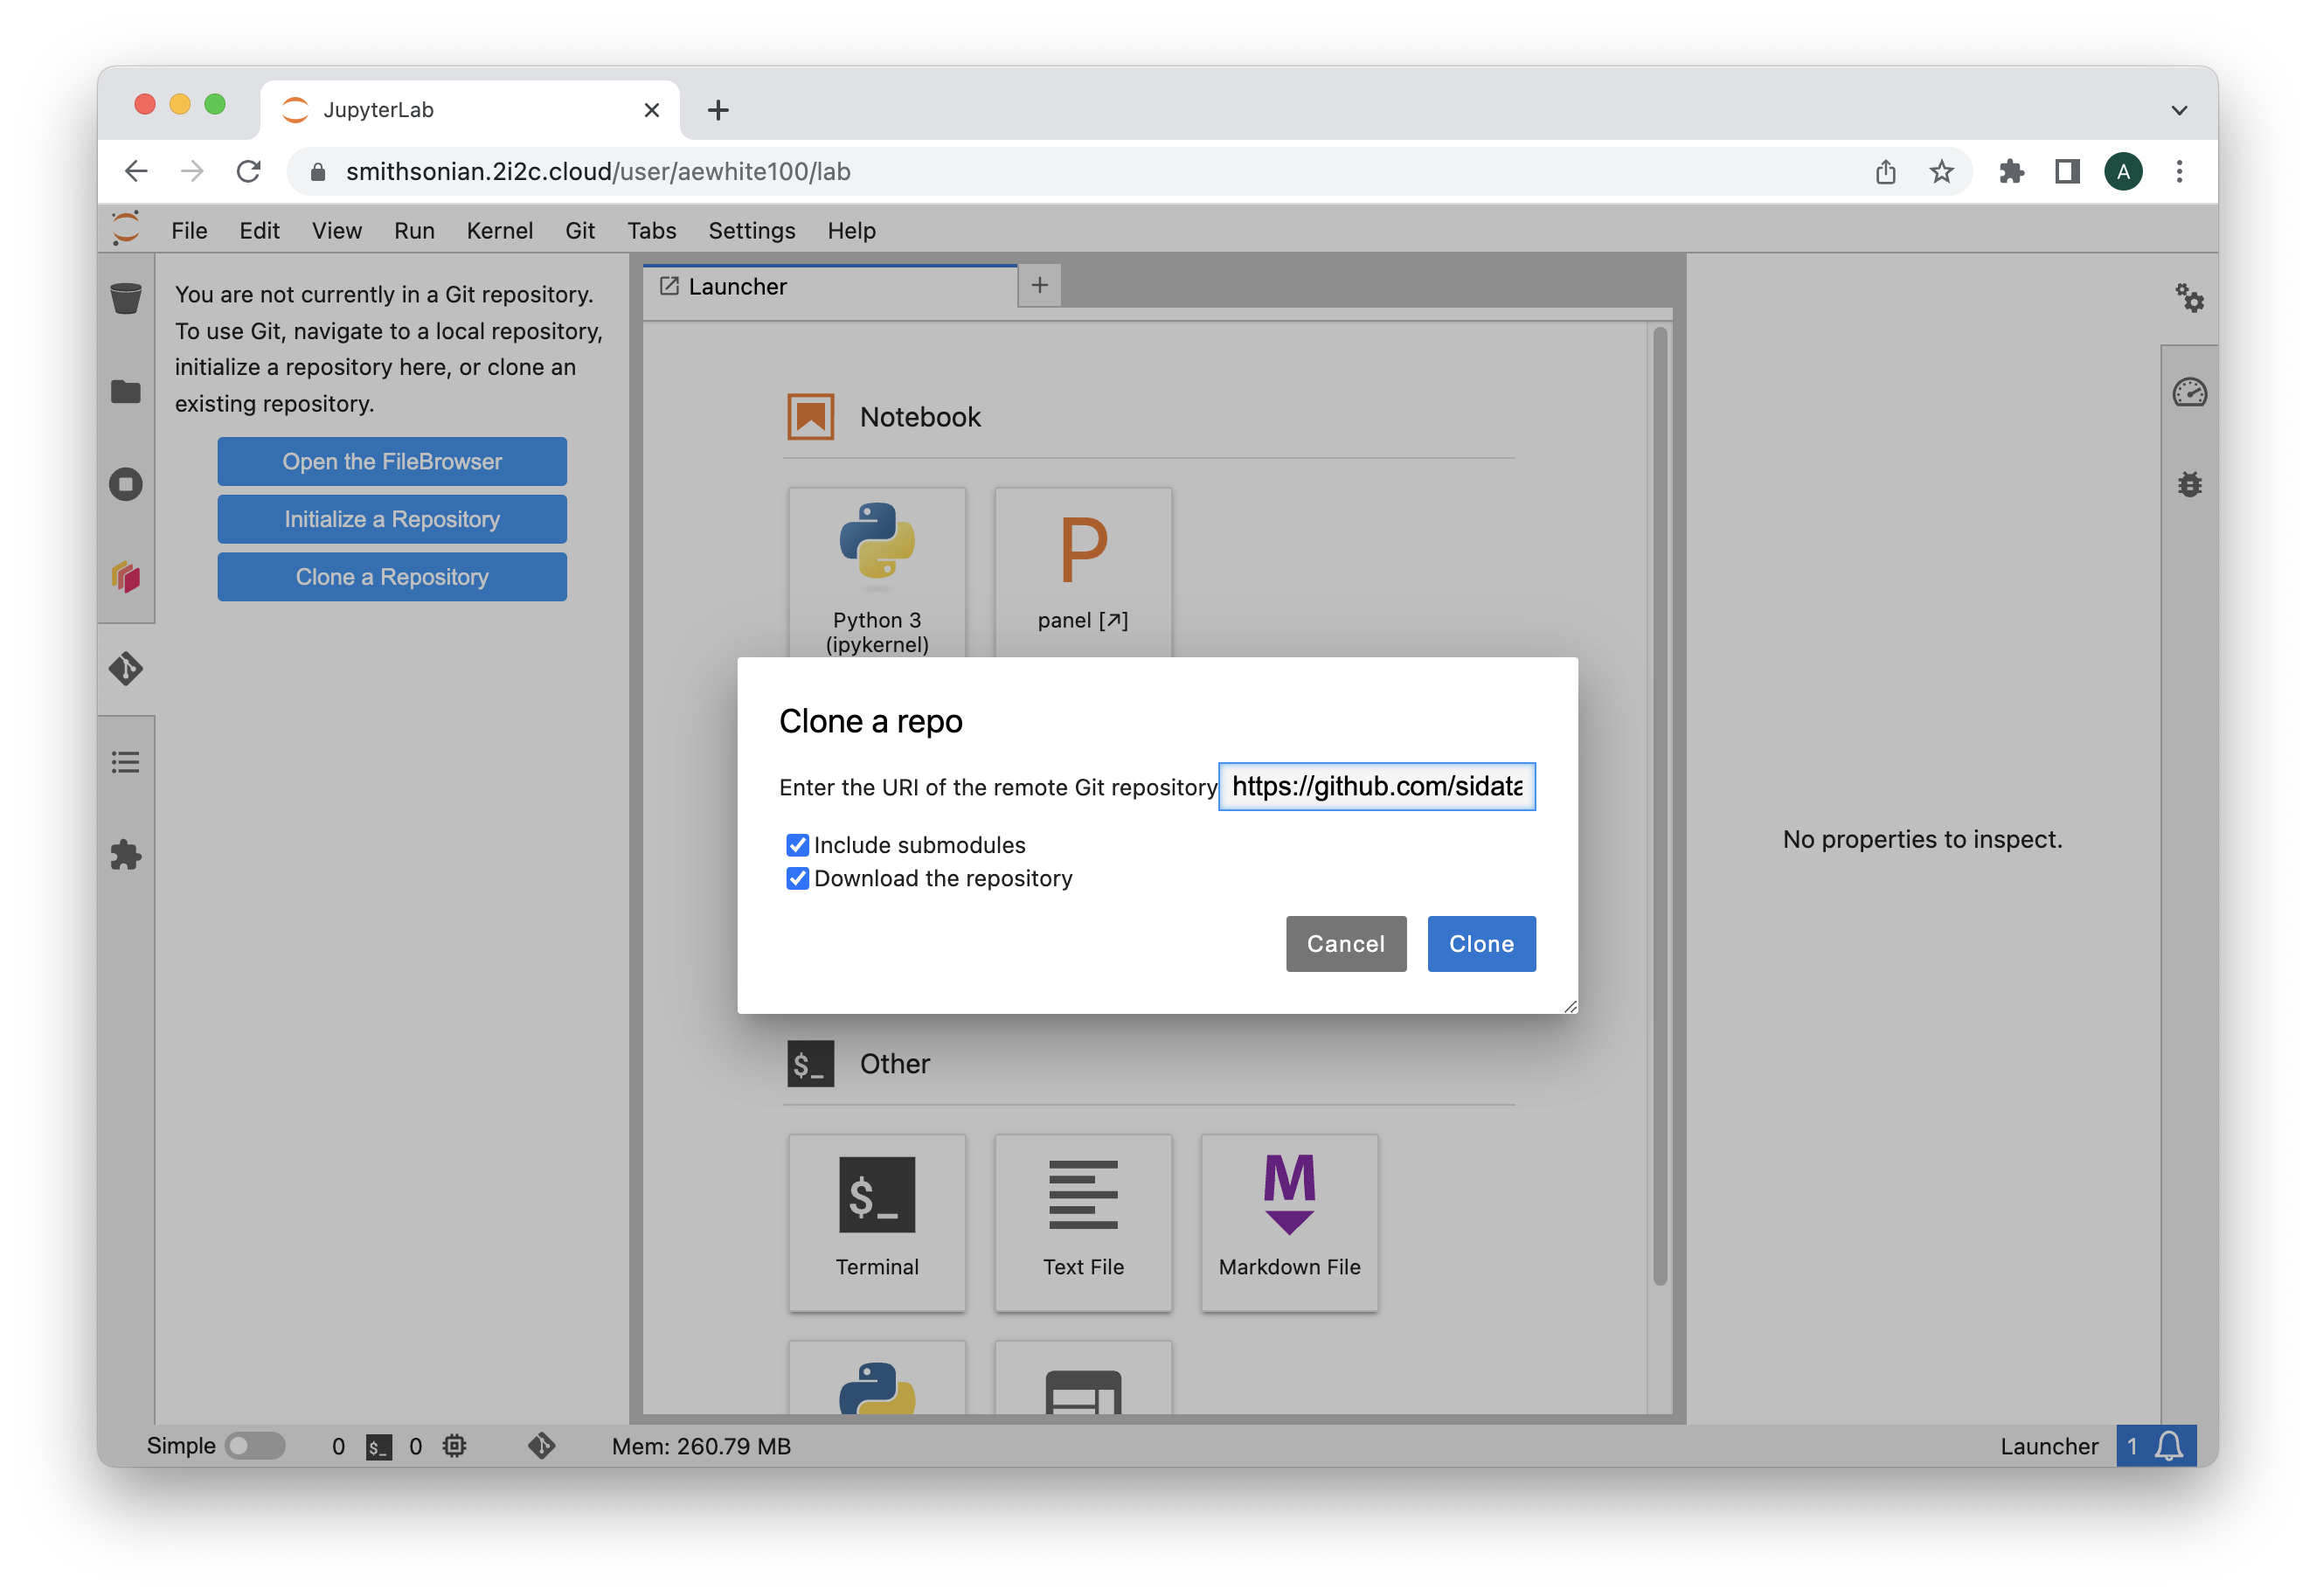 JupyterLab
smithsonian.2i2c.cloud/user/aewhite100/lab
A
File Edit View Run Kernel Git Tabs Settings Help
You are not currently in a Git repository.
To use Git, navigate to a local repository,
initialize a repository here, or clone an
existing repository.
Open the FileBrowser
Initialize a Repository
Clone a Repository
Launcher
Notebook
Python 3
(ipykernel)
P
panel [↗]
Clone a repo
Enter the URI of the remote Git repository https://github.com/sidata
Include submodules
Download the repository
Cancel Clone
No properties to inspect.
$_ Other
$_
Terminal
Text File
M
Markdown File
Simple 0 $_ 0 Mem: 260.79 MB Launcher 1